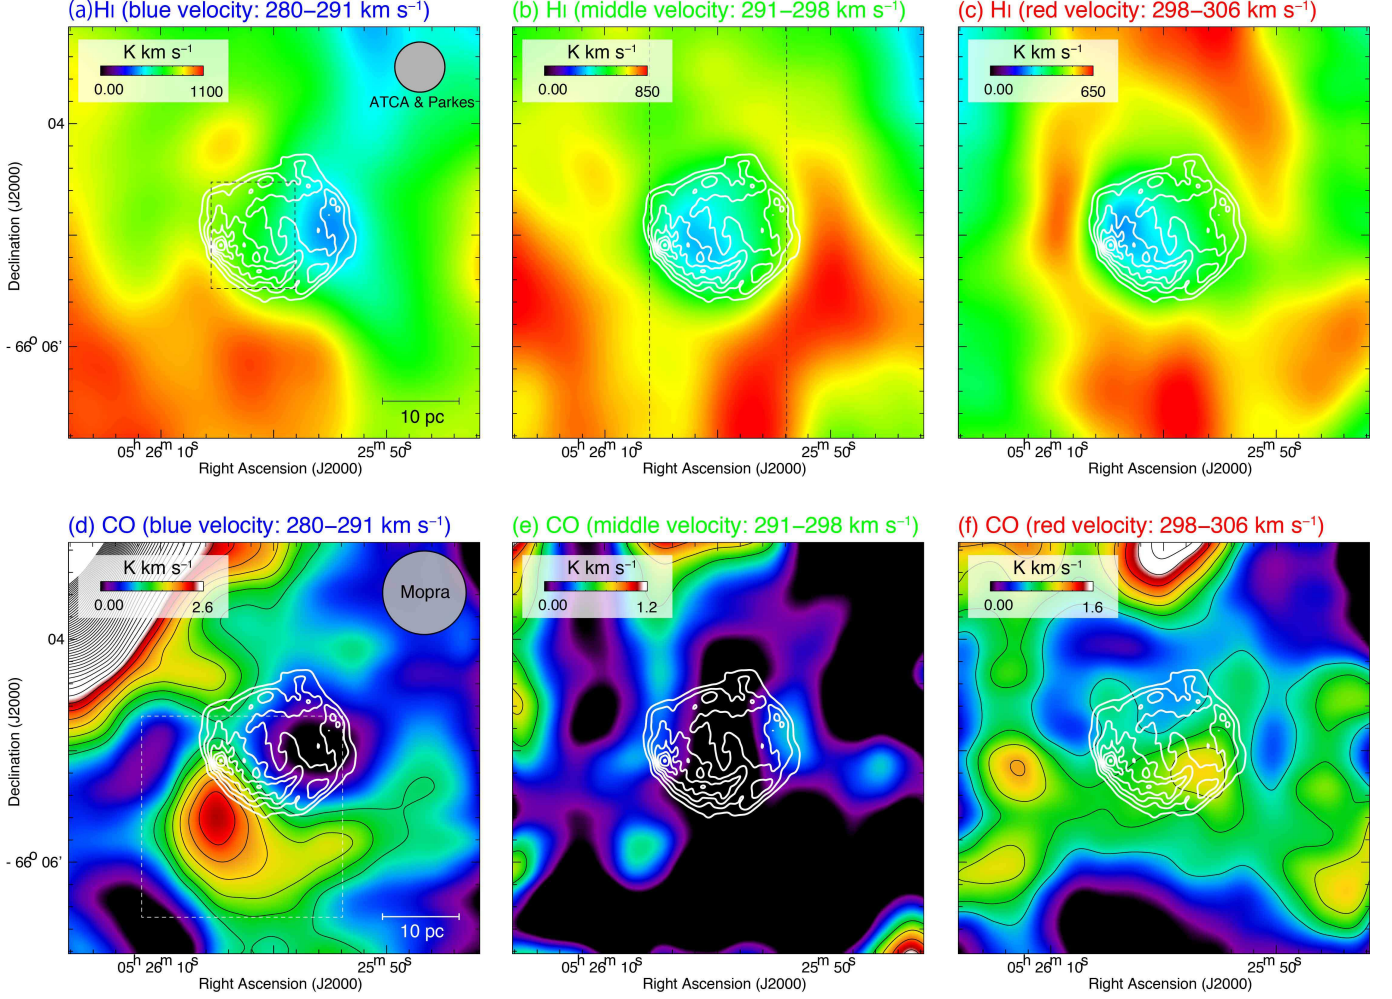 (a)HI (blue velocity: 280–291 km s⁻¹)
(b) HI (middle velocity: 291–298 km s⁻¹)
(c) HI (red velocity: 298–306 km s⁻¹)
K km s⁻¹
0.00 1100
ATCA & Parkes
K km s⁻¹
0.00 850
K km s⁻¹
0.00 650
04
- 66º 06'
Declination (J2000)
10 pc
05ʰ 26ᵐ 10ˢ 25ᵐ 50ˢ
Right Ascension (J2000)
05ʰ 26ᵐ 10ˢ 25ᵐ 50ˢ
Right Ascension (J2000)
05ʰ 26ᵐ 10ˢ 25ᵐ 50ˢ
Right Ascension (J2000)
(d) CO (blue velocity: 280–291 km s⁻¹)
(e) CO (middle velocity: 291–298 km s⁻¹)
(f) CO (red velocity: 298–306 km s⁻¹)
K km s⁻¹
0.00 2.6
Mopra
K km s⁻¹
0.00 1.2
K km s⁻¹
0.00 1.6
04
- 66º 06'
Declination (J2000)
10 pc
05ʰ 26ᵐ 10ˢ 25ᵐ 50ˢ
Right Ascension (J2000)
05ʰ 26ᵐ 10ˢ 25ᵐ 50ˢ
Right Ascension (J2000)
05ʰ 26ᵐ 10ˢ 25ᵐ 50ˢ
Right Ascension (J2000)